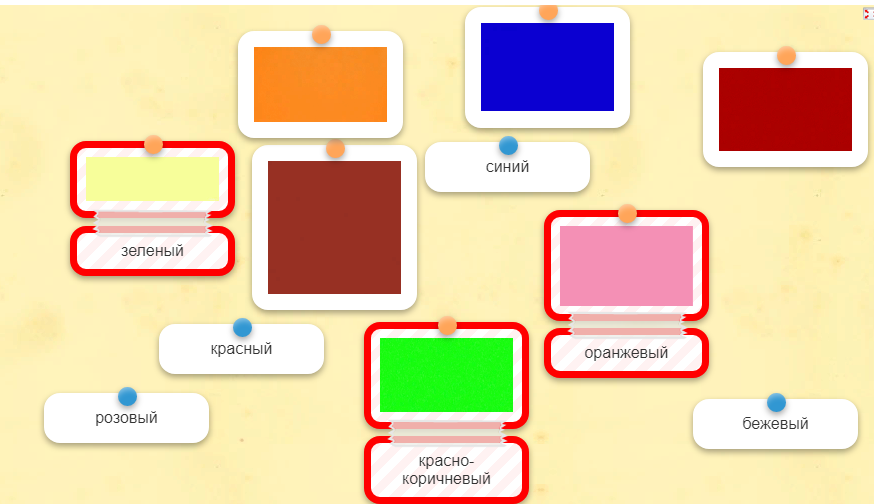 синий
зеленый
красный
оранжевый
розовый
бежевый
красно-
коричневый